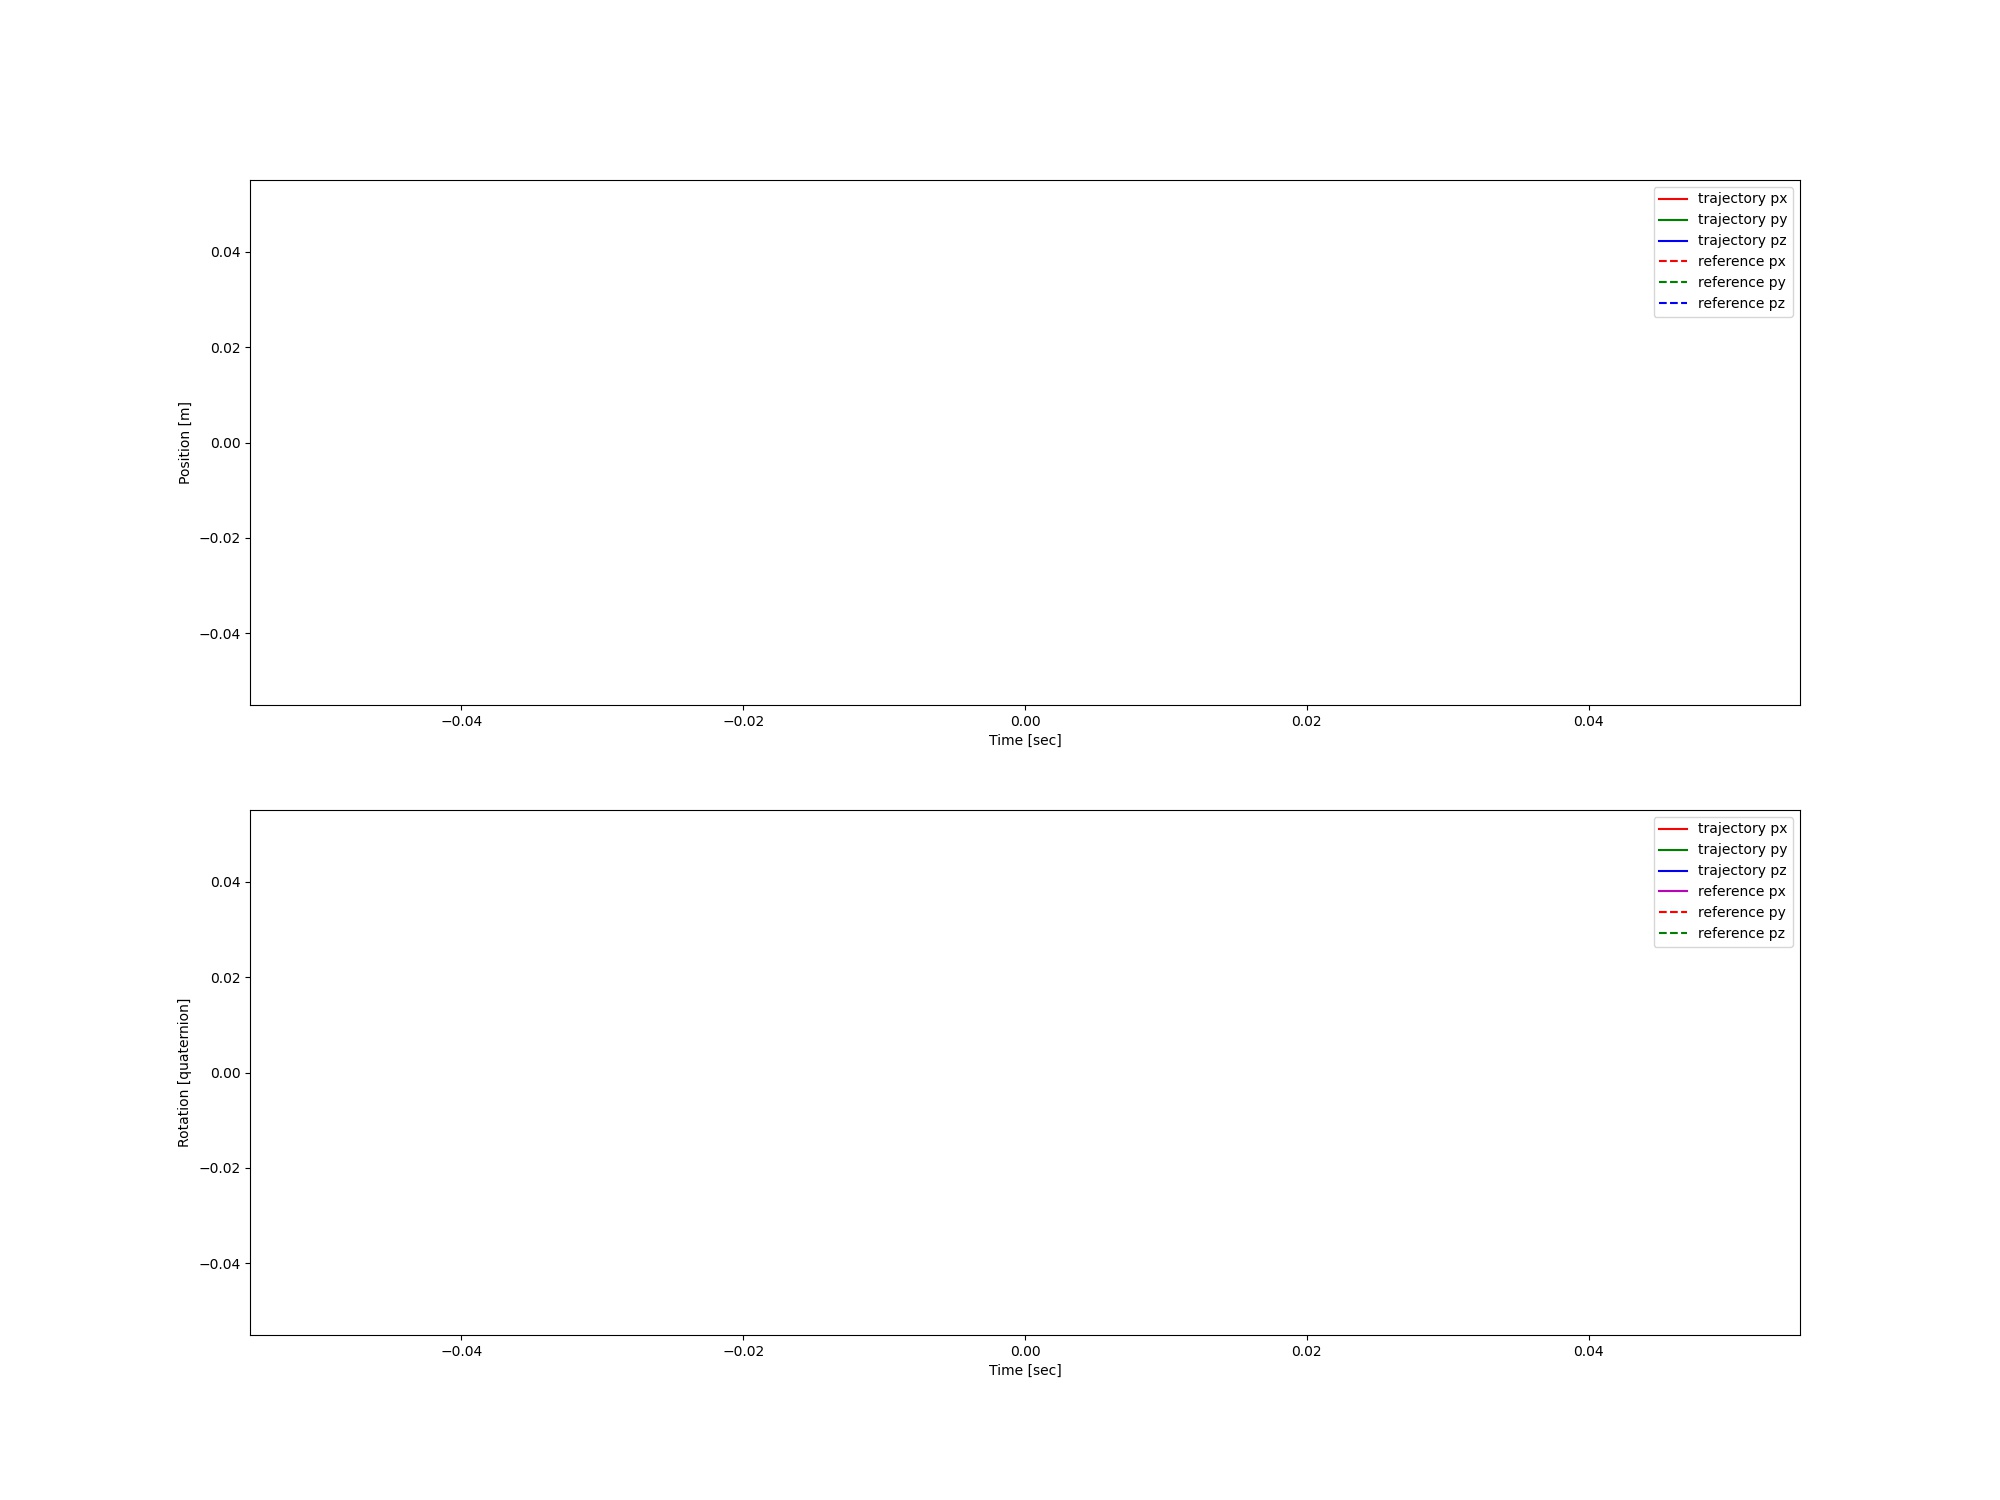 trajectory px
trajectory py
trajectory pz
reference px
reference py
reference pz
0.04
0.02
0.00
−0.02
−0.04
Position [m]
−0.04 −0.02 0.00 0.02 0.04
Time [sec]
trajectory px
trajectory py
trajectory pz
reference px
reference py
reference pz
0.04
0.02
0.00
−0.02
−0.04
Rotation [quaternion]
−0.04 −0.02 0.00 0.02 0.04
Time [sec]